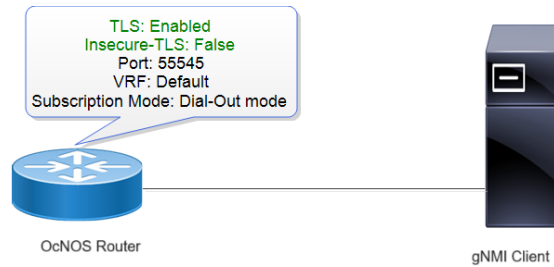 TLS: Enabled
Insecure-TLS: False
Port: 55545
VRF: Default
Subscription Mode: Dial-Out mode
OcNOS Router
gNMI Client